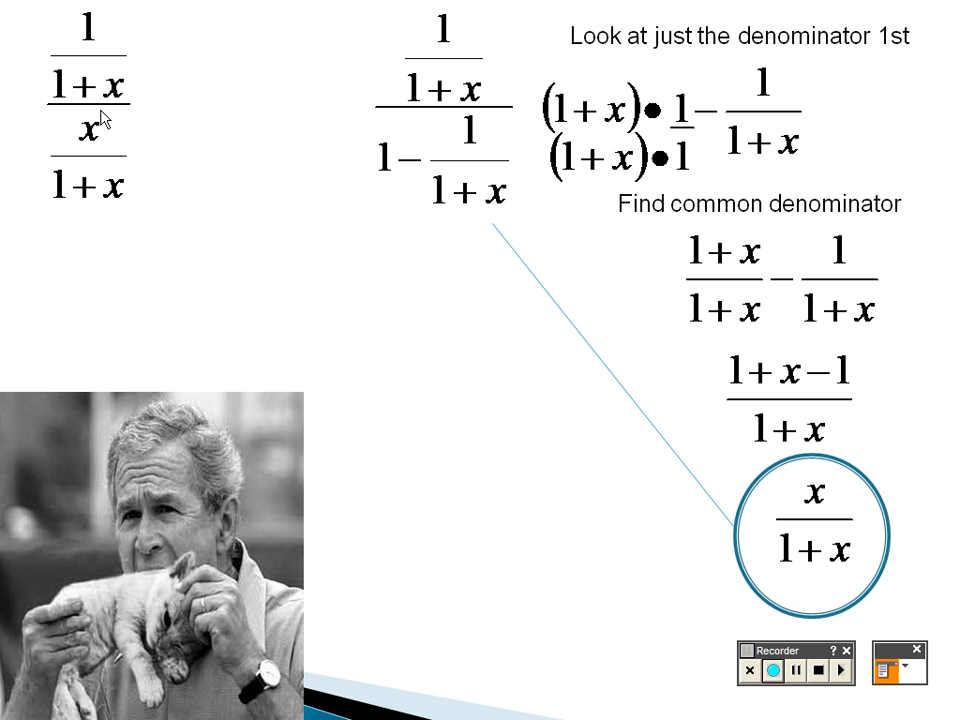 1
1 + x
x
1 + x
1
1 + x
1 − 1
1 + x
Look at just the denominator 1st
(1 + x) • 1 − 1
(1 + x) • 1 1 + x
Find common denominator
1 + x − 1
1 + x 1 + x
1 + x − 1
1 + x
x
1 + x
Recorder ? ×